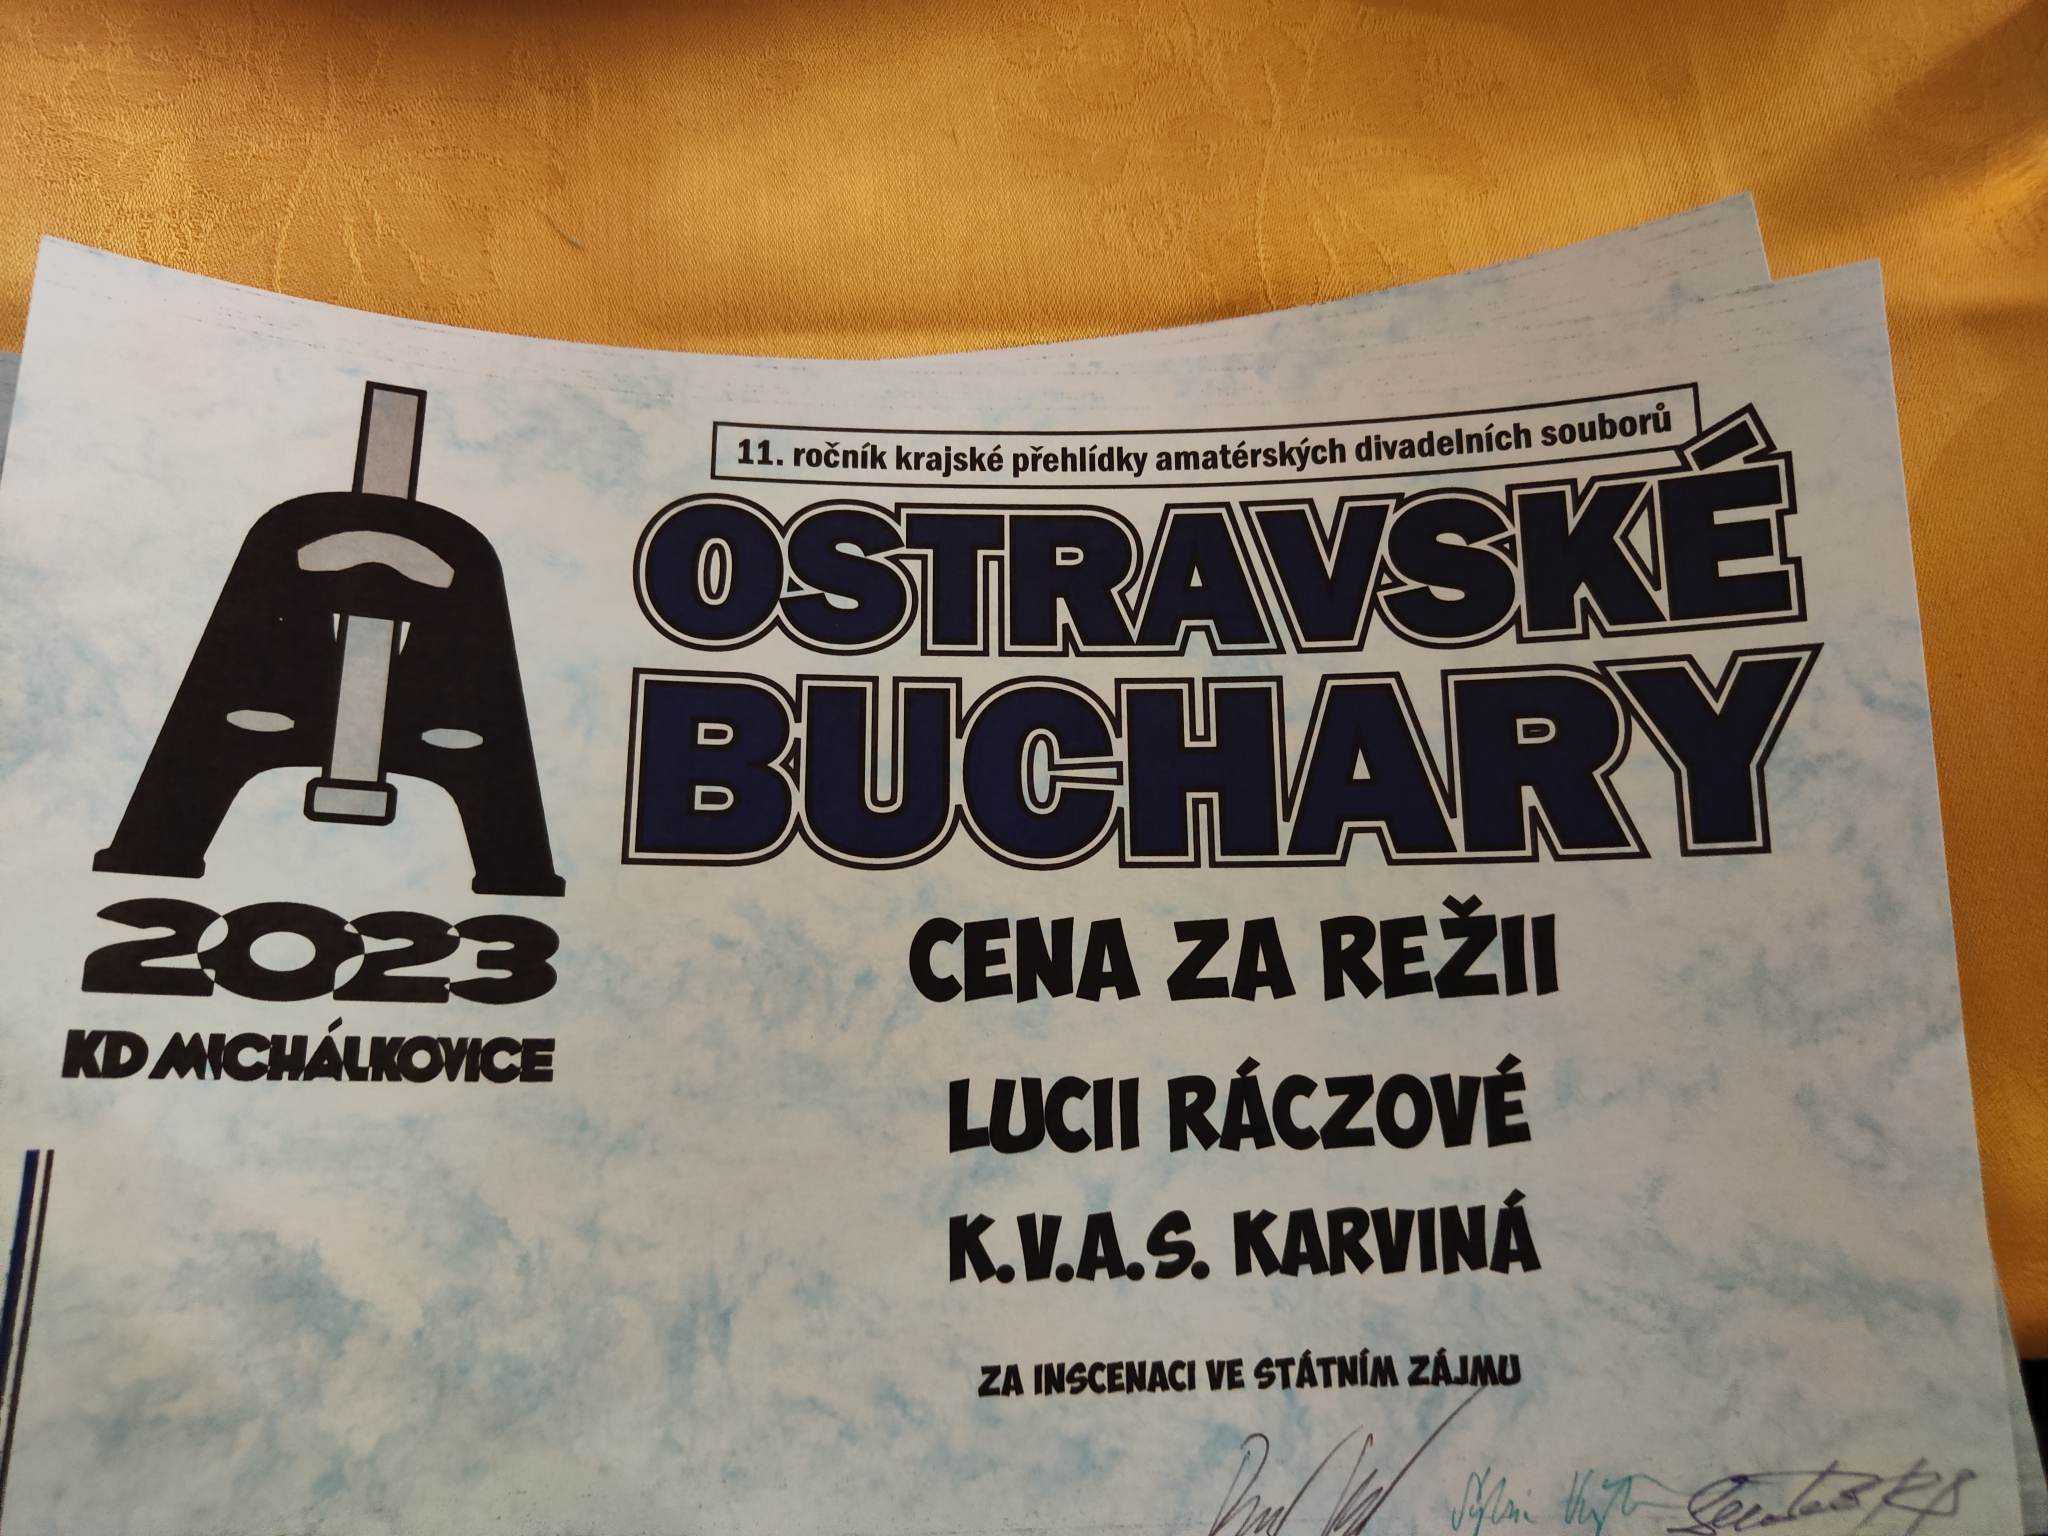 11. ročník krajské přehlídky amatérských divadelních souborů
OSTRAVSKÉ
BUCHARY
2023
KD MICHÁLKOVICE
CENA ZA REŽII
LUCII RÁCZOVÉ
K.V.A.S. KARVINÁ
ZA INSCENACI VE STÁTNÍM ZÁJMU